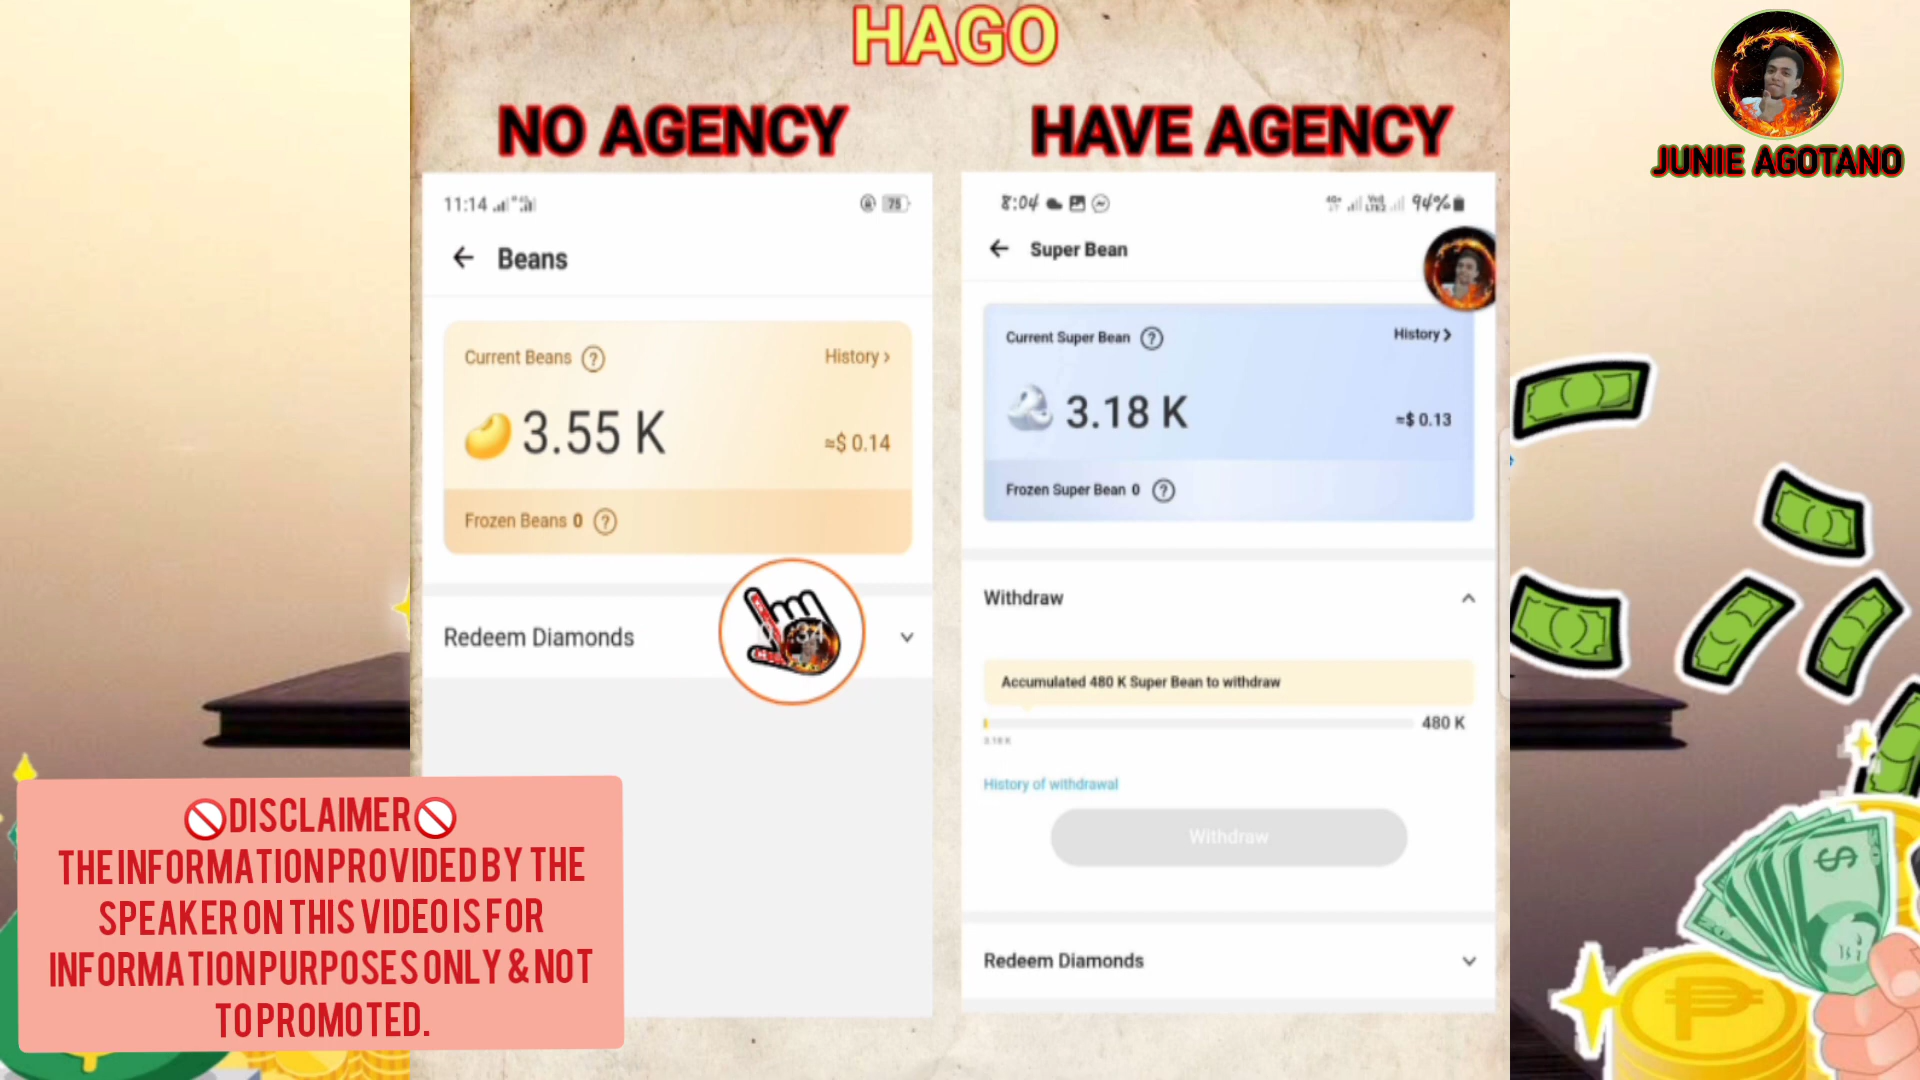 HAGO
JUNIE AGOTANO
NO AGENCY
11:14
75
Beans
Current Beans ?
History >
3.55 K
≈$ 0.14
Frozen Beans 0 ?
Redeem Diamonds
HAVE AGENCY
8:04
94%
Super Bean
Current Super Bean ?
History >
3.18 K
≈$ 0.13
Frozen Super Bean 0 ?
Withdraw
Accumulated 480 K Super Bean to withdraw
480 K
3.18 K
History of withdrawal
Withdraw
Redeem Diamonds
🚫DISCLAIMER🚫
THE INFORMATION PROVIDED BY THE
SPEAKER ON THIS VIDEO IS FOR
INFORMATION PURPOSES ONLY & NOT
TO PROMOTED.